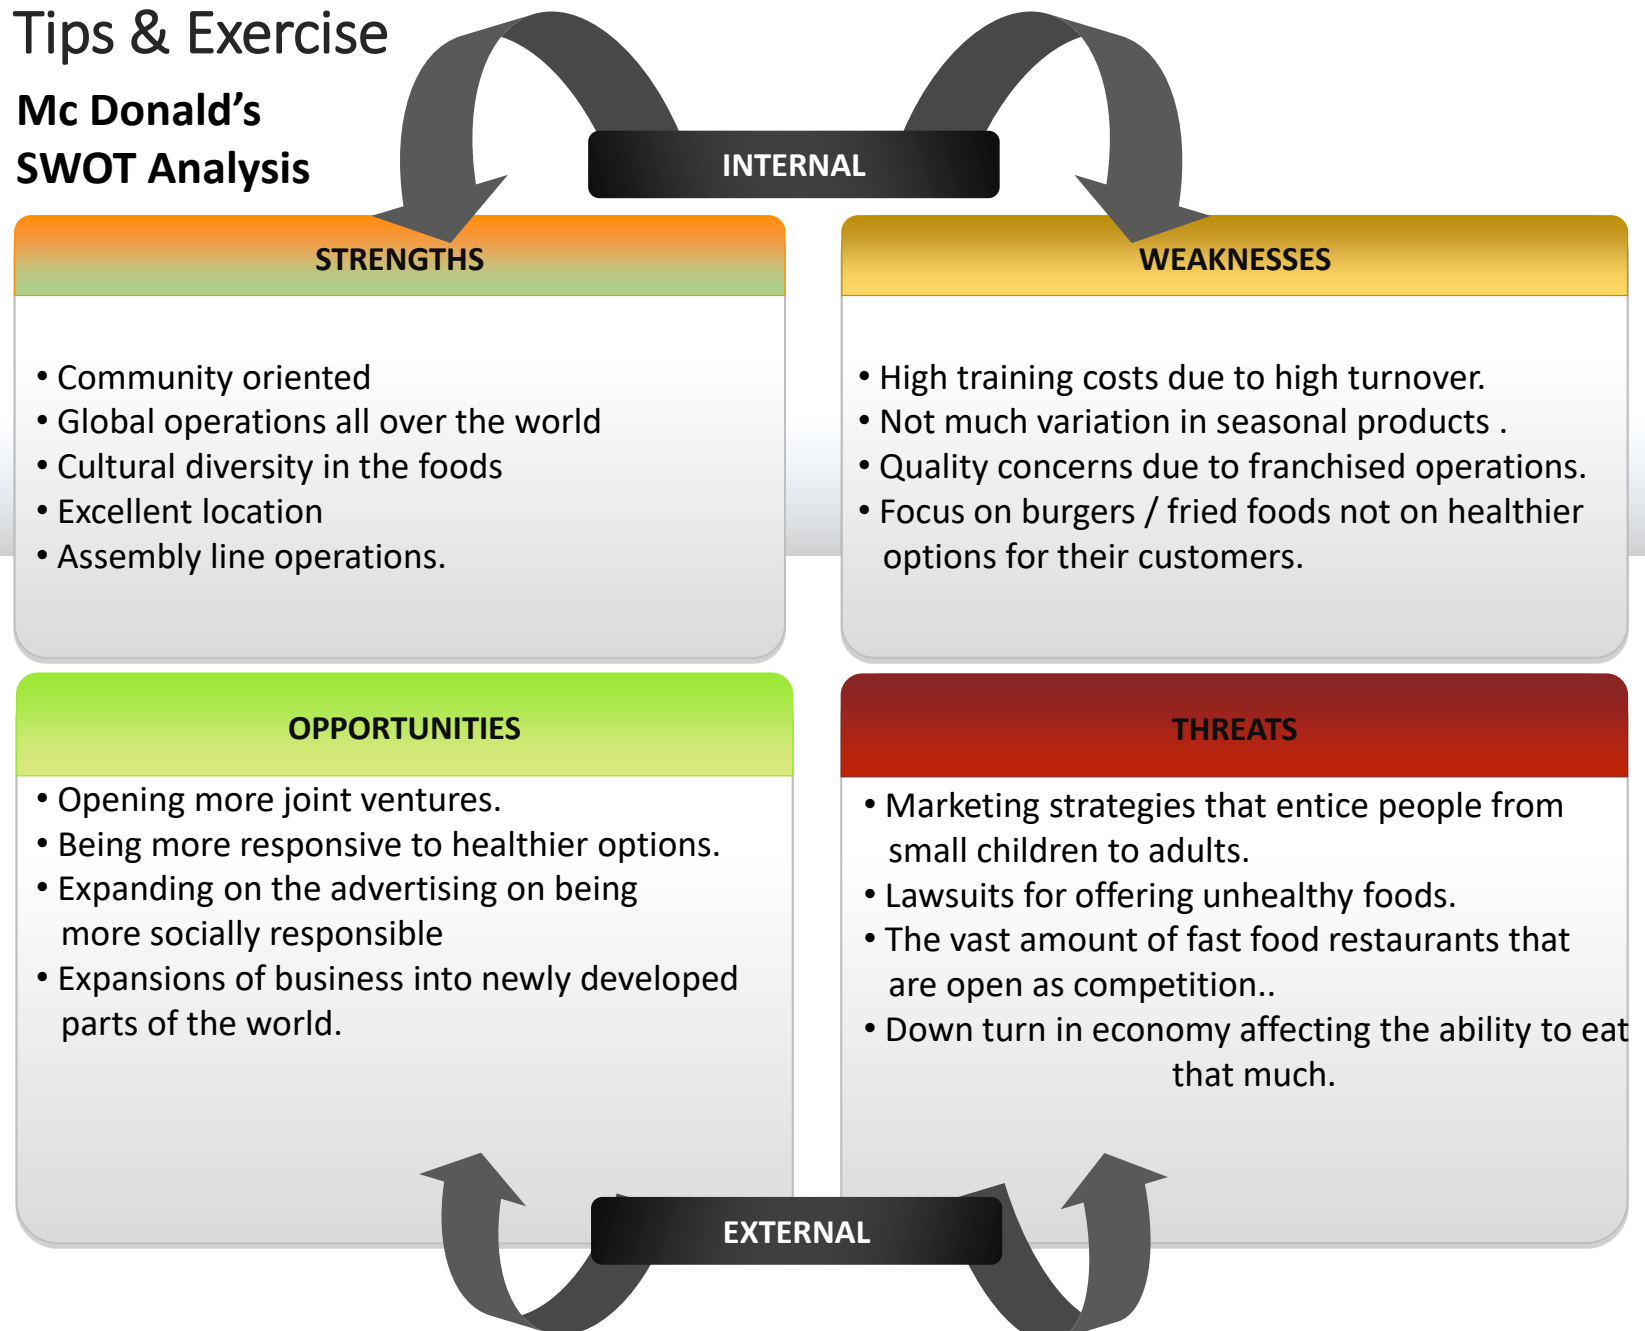 Tips & Exercise
Mc Donald’s
SWOT Analysis
INTERNAL
STRENGTHS
• Community oriented
• Global operations all over the world
• Cultural diversity in the foods
• Excellent location
• Assembly line operations.
WEAKNESSES
• High training costs due to high turnover.
• Not much variation in seasonal products .
• Quality concerns due to franchised operations.
• Focus on burgers / fried foods not on healthier
options for their customers.
OPPORTUNITIES
• Opening more joint ventures.
• Being more responsive to healthier options.
• Expanding on the advertising on being
more socially responsible
• Expansions of business into newly developed
parts of the world.
THREATS
• Marketing strategies that entice people from
small children to adults.
• Lawsuits for offering unhealthy foods.
• The vast amount of fast food restaurants that
are open as competition..
• Down turn in economy affecting the ability to eat
that much.
EXTERNAL